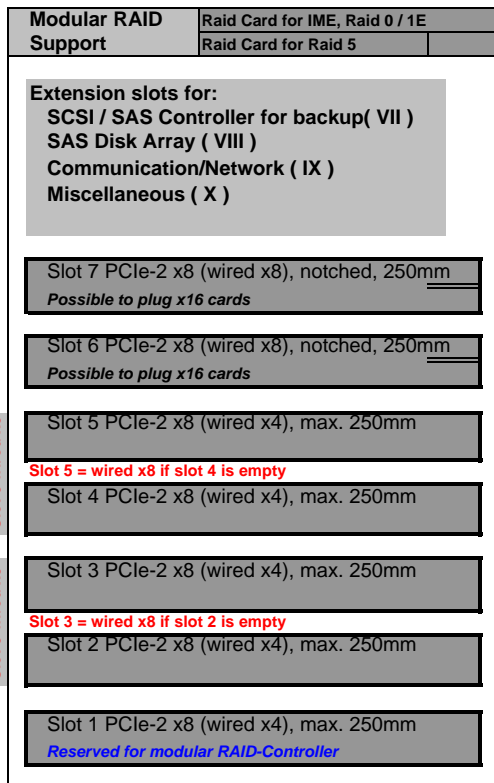 Modular RAID Support
Raid Card for IME, Raid 0 / 1E
Raid Card for Raid 5
Extension slots for:
SCSI / SAS Controller for backup( VII )
SAS Disk Array ( VIII )
Communication/Network ( IX )
Miscellaneous ( X )
Slot 7 PCIe-2 x8 (wired x8), notched, 250mm
Possible to plug x16 cards
Slot 6 PCIe-2 x8 (wired x8), notched, 250mm
Possible to plug x16 cards
Slot 5 PCIe-2 x8 (wired x4), max. 250mm
Slot 5 = wired x8 if slot 4 is empty
Slot 4 PCIe-2 x8 (wired x4), max. 250mm
Slot 3 PCIe-2 x8 (wired x4), max. 250mm
Slot 3 = wired x8 if slot 2 is empty
Slot 2 PCIe-2 x8 (wired x4), max. 250mm
Slot 1 PCIe-2 x8 (wired x4), max. 250mm
Reserved for modular RAID-Controller